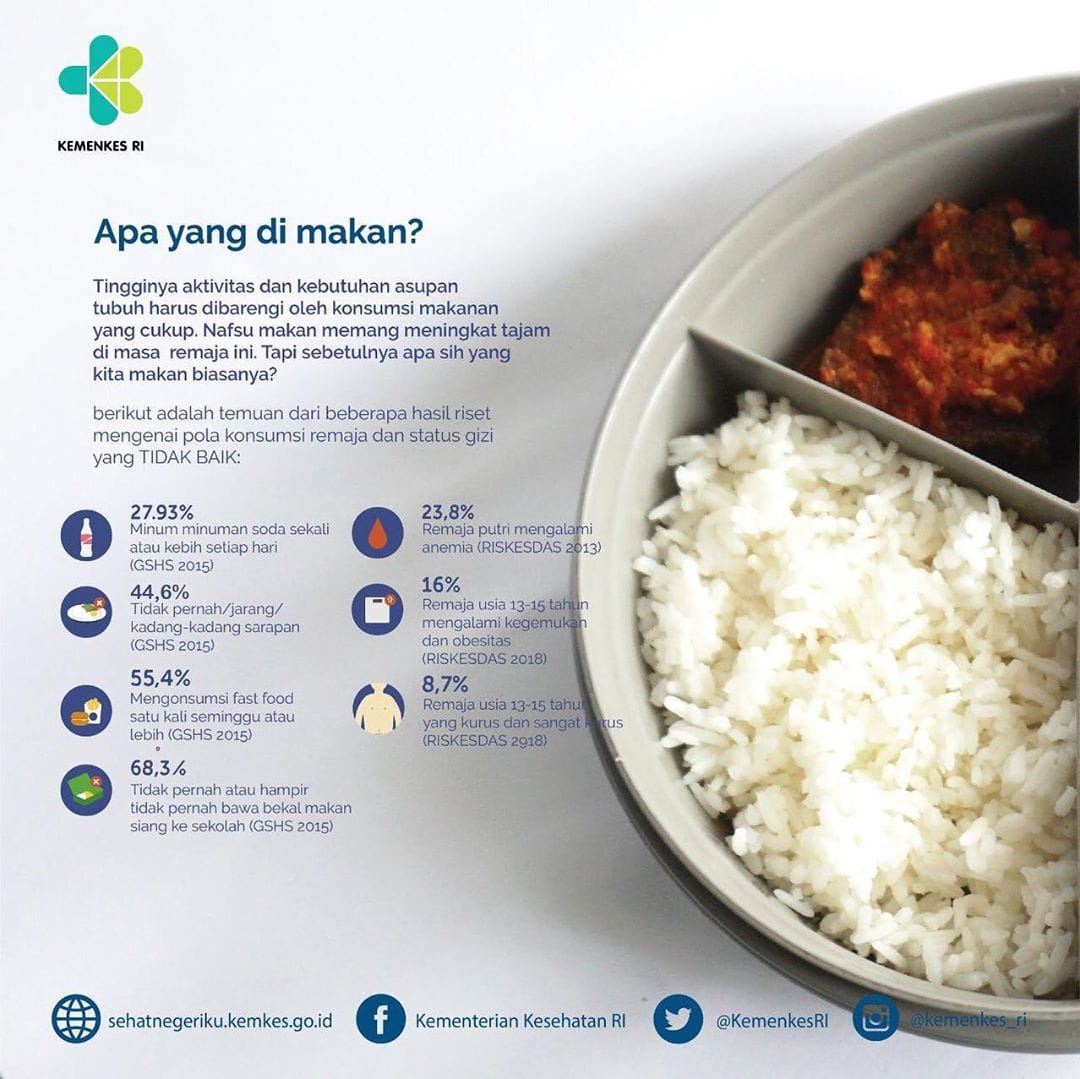 KEMENKES RI
Apa yang di makan?
Tingginya aktivitas dan kebutuhan asupan
tubuh harus dibarengi oleh konsumsi makanan
yang cukup. Nafsu makan memang meningkat tajam
di masa remaja ini. Tapi sebetulnya apa sih yang
kita makan biasanya?
berikut adalah temuan dari beberapa hasil riset
mengenai pola konsumsi remaja dan status gizi
yang TIDAK BAIK:
27.93%
Minum minuman soda sekali
atau kebih setiap hari
(GSHS 2015)
44,6%
Tidak pernah/jarang/
kadang-kadang sarapan
(GSHS 2015)
55,4%
Mengonsumsi fast food
satu kali seminggu atau
lebih (GSHS 2015)
68,3%
Tidak pernah atau hampir
tidak pernah bawa bekal makan
siang ke sekolah (GSHS 2015)
23,8%
Remaja putri mengalami
anemia (RISKESDAS 2013)
16%
Remaja usia 13-15 tahun
mengalami kegemukan
dan obesitas
(RISKESDAS 2018)
8,7%
Remaja usia 13-15 tahun
yang kurus dan sangat kurus
(RISKESDAS 2918)
sehatnegeriku.kemkes.go.id
Kementerian Kesehatan RI
@KemenkesRI
@kemenkes_ri